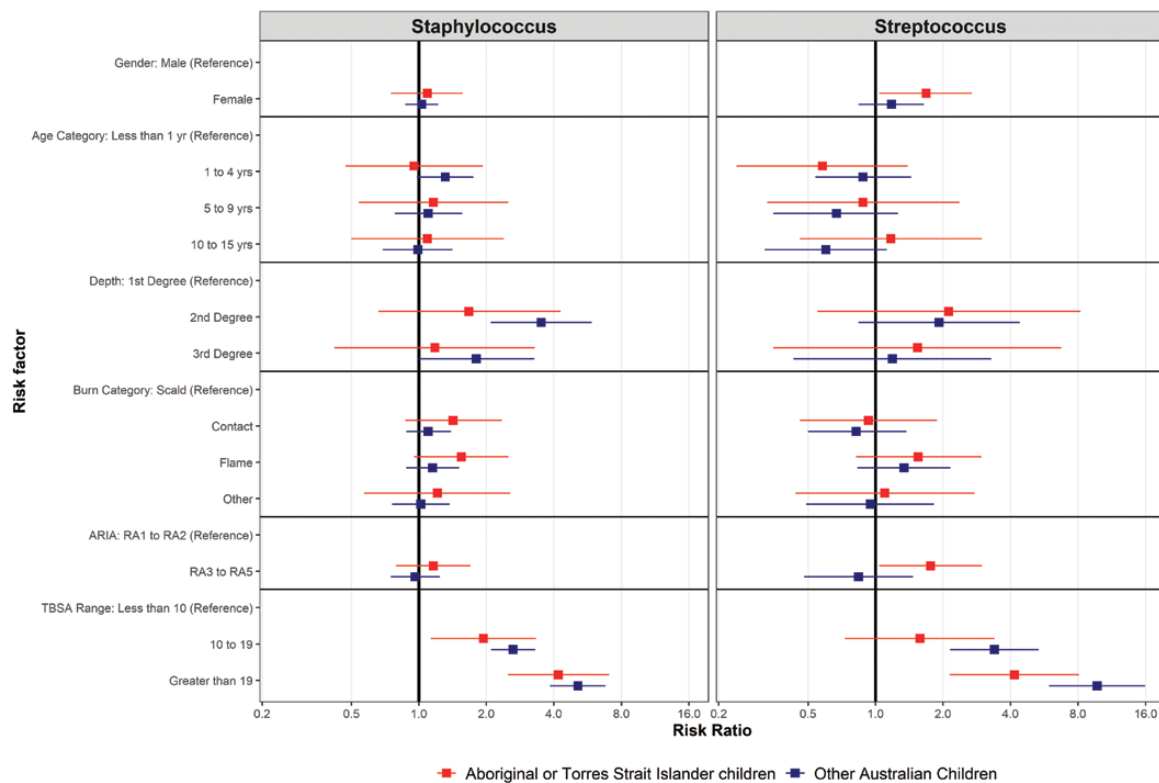 Staphylococcus
Streptococcus
Risk factor
Gender: Male (Reference)
Female
Age Category: Less than 1 yr (Reference)
1 to 4 yrs
5 to 9 yrs
10 to 15 yrs
Depth: 1st Degree (Reference)
2nd Degree
3rd Degree
Burn Category: Scald (Reference)
Contact
Flame
Other
ARIA: RA1 to RA2 (Reference)
RA3 to RA5
TBSA Range: Less than 10 (Reference)
10 to 19
Greater than 19
0.2 0.5 1.0 2.0 4.0 8.0 16.0 0.2 0.5 1.0 2.0 4.0 8.0 16.0
Risk Ratio
Aboriginal or Torres Strait Islander children Other Australian Children